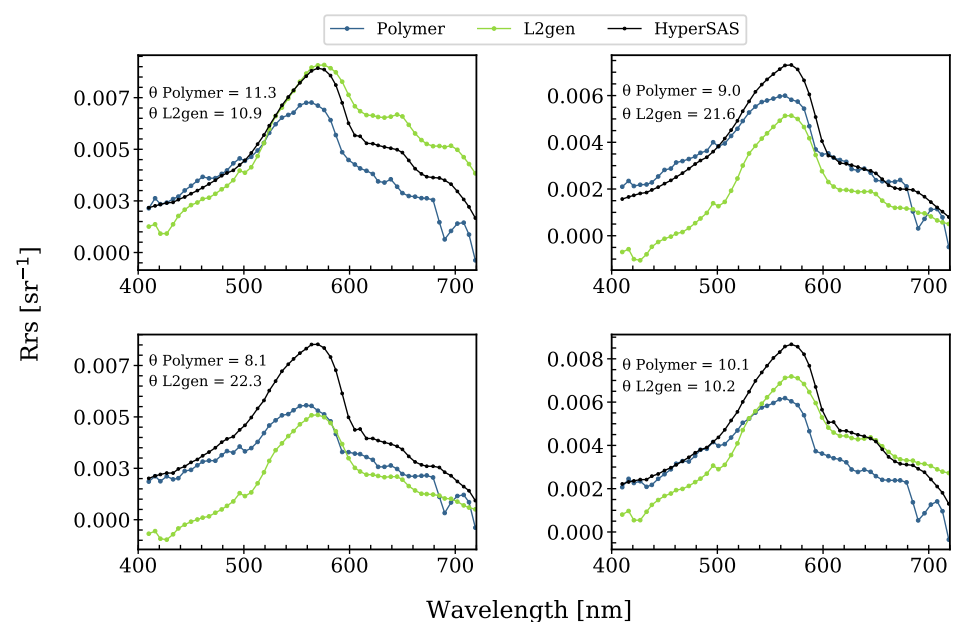 Polymer L2gen HyperSAS
θ Polymer = 11.3
θ L2gen = 10.9
0.007
0.005
0.003
0.000
400 500 600 700
θ Polymer = 9.0
θ L2gen = 21.6
0.006
0.004
0.002
0.000
400 500 600 700
Rrs [sr⁻¹]
θ Polymer = 8.1
θ L2gen = 22.3
0.007
0.005
0.003
0.000
400 500 600 700
θ Polymer = 10.1
θ L2gen = 10.2
0.008
0.006
0.004
0.002
0.000
400 500 600 700
Wavelength [nm]